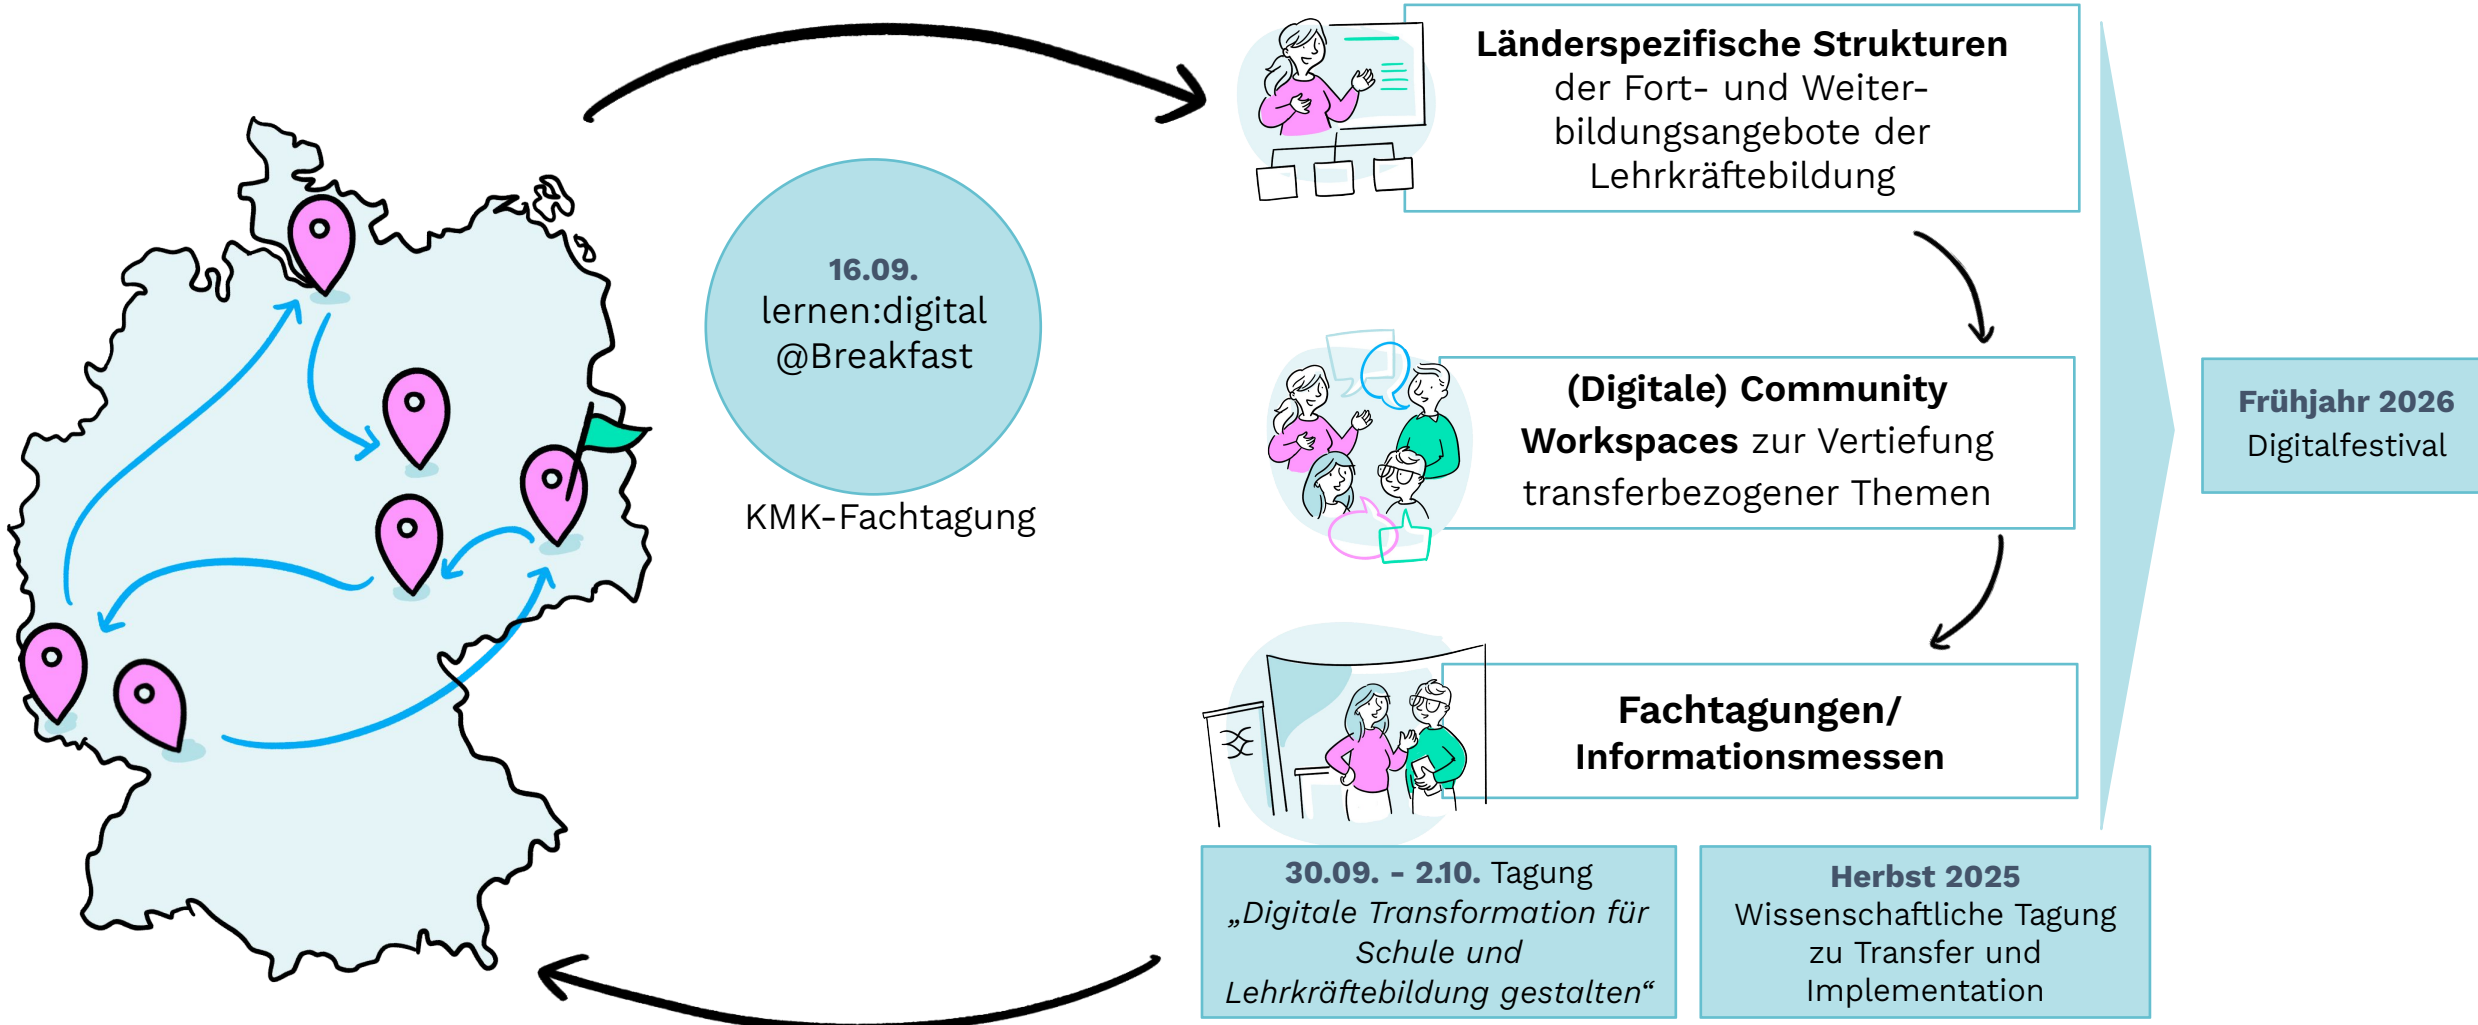 16.09.
lernen:digital
@Breakfast
KMK-Fachtagung
Länderspezifische Strukturen
der Fort- und Weiter-
bildungsangebote der
Lehrkräftebildung
(Digitale) Community
Workspaces zur Vertiefung
transferbezogener Themen
Fachtagungen/
Informationsmessen
30.09. - 2.10. Tagung
„Digitale Transformation für
Schule und
Lehrkräftebildung gestalten“
Herbst 2025
Wissenschaftliche Tagung
zu Transfer und
Implementation
Frühjahr 2026
Digitalfestival